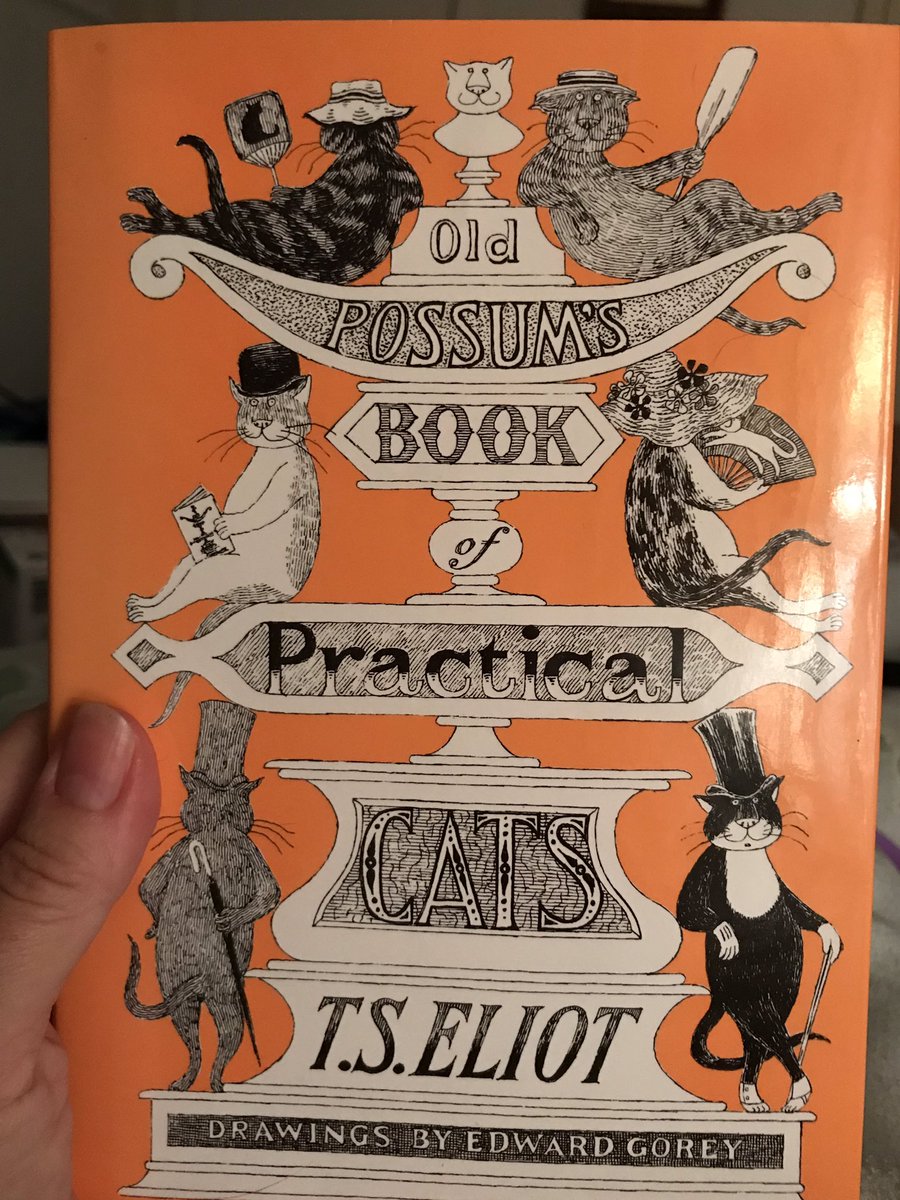 Old
POSSUM'S
BOOK
of
Practical
CATS
T.S. ELIOT
DRAWINGS BY EDWARD GOREY